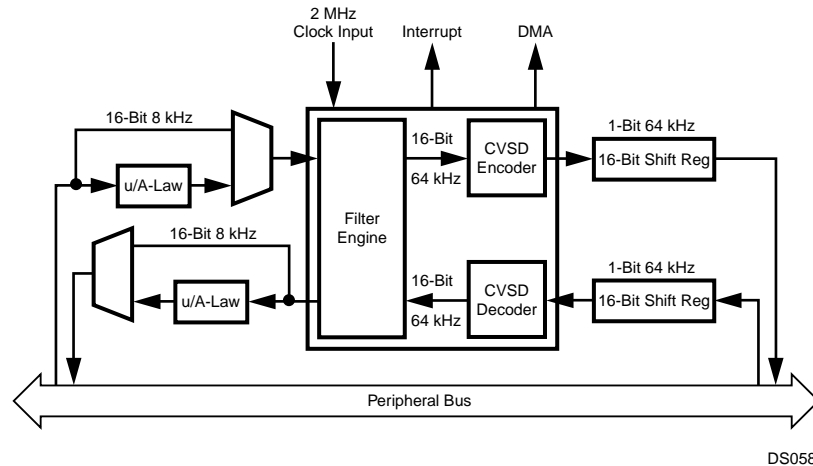 2 MHz
Clock Input
Interrupt
DMA
16-Bit 8 kHz
u/A-Law
16-Bit 8 kHz
u/A-Law
Filter
Engine
16-Bit
64 kHz
CVSD
Encoder
1-Bit 64 kHz
16-Bit Shift Reg
16-Bit
64 kHz
CVSD
Decoder
1-Bit 64 kHz
16-Bit Shift Reg
Peripheral Bus
DS058